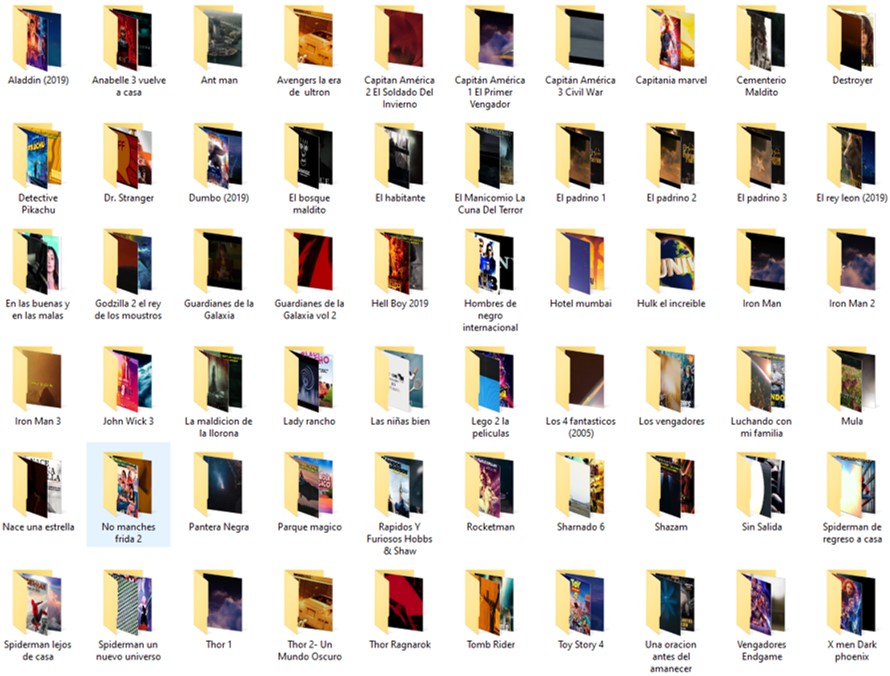 Aladdin (2019)
Anabelle 3 vuelve
a casa
Ant man
Avengers la era
de ultron
Capitan América
2 El Soldado Del
Invierno
Capitán América
1 El Primer
Vengador
Capitán América
3 Civil War
Capitania marvel
Cementerio
Maldito
Destroyer
Detective
Pikachu
Dr. Stranger
Dumbo (2019)
El bosque
maldito
El habitante
El Manicomio La
Cuna Del Terror
El padrino 1
El padrino 2
El padrino 3
El rey leon (2019)
En las buenas y
en las malas
Godzilla 2 el rey
de los moustros
Guardianes de la
Galaxia
Guardianes de la
Galaxia vol 2
Hell Boy 2019
Hombres de
negro
internacional
Hotel mumbai
Hulk el increible
Iron Man
Iron Man 2
Iron Man 3
John Wick 3
La maldicion de
la llorona
Lady rancho
Las niñas bien
Lego 2 la
peliculas
Los 4 fantasticos
(2005)
Los vengadores
Luchando con
mi familia
Mula
Nace una estrella
No manches
frida 2
Pantera Negra
Parque magico
Rapidos Y
Furiosos Hobbs
& Shaw
Rocketman
Sharnado 6
Shazam
Sin Salida
Spiderman de
regreso a casa
Spiderman lejos
de casa
Spiderman un
nuevo universo
Thor 1
Thor 2- Un
Mundo Oscuro
Thor Ragnarok
Tomb Rider
Toy Story 4
Una oracion
antes del
amanecer
Vengadores
Endgame
X men Dark
phoenix